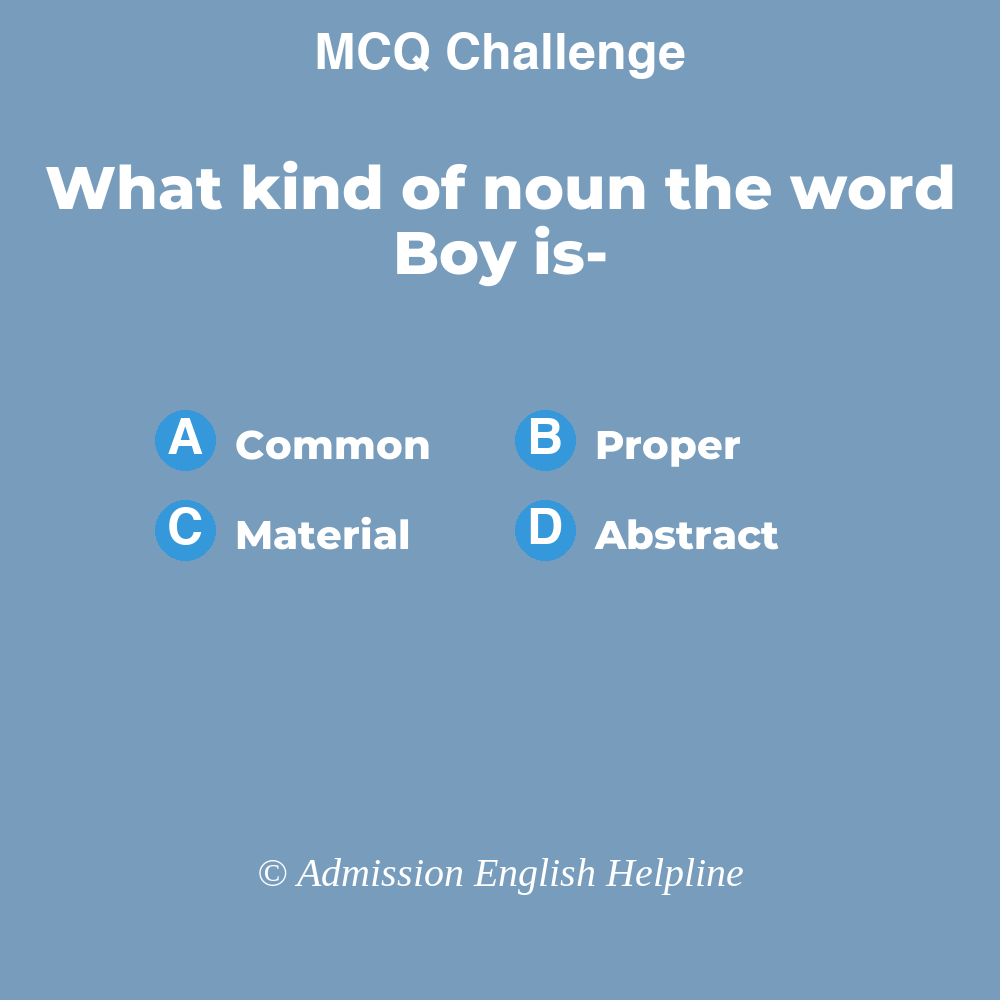 MCQ Challenge
What kind of noun the word
Boy is-
A Common B Proper
C Material D Abstract
© Admission English Helpline